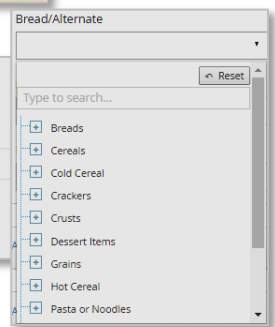 Bread/Alternate
Reset
Type to search...
Breads
Cereals
Cold Cereal
Crackers
Crusts
Dessert Items
Grains
Hot Cereal
Pasta or Noodles